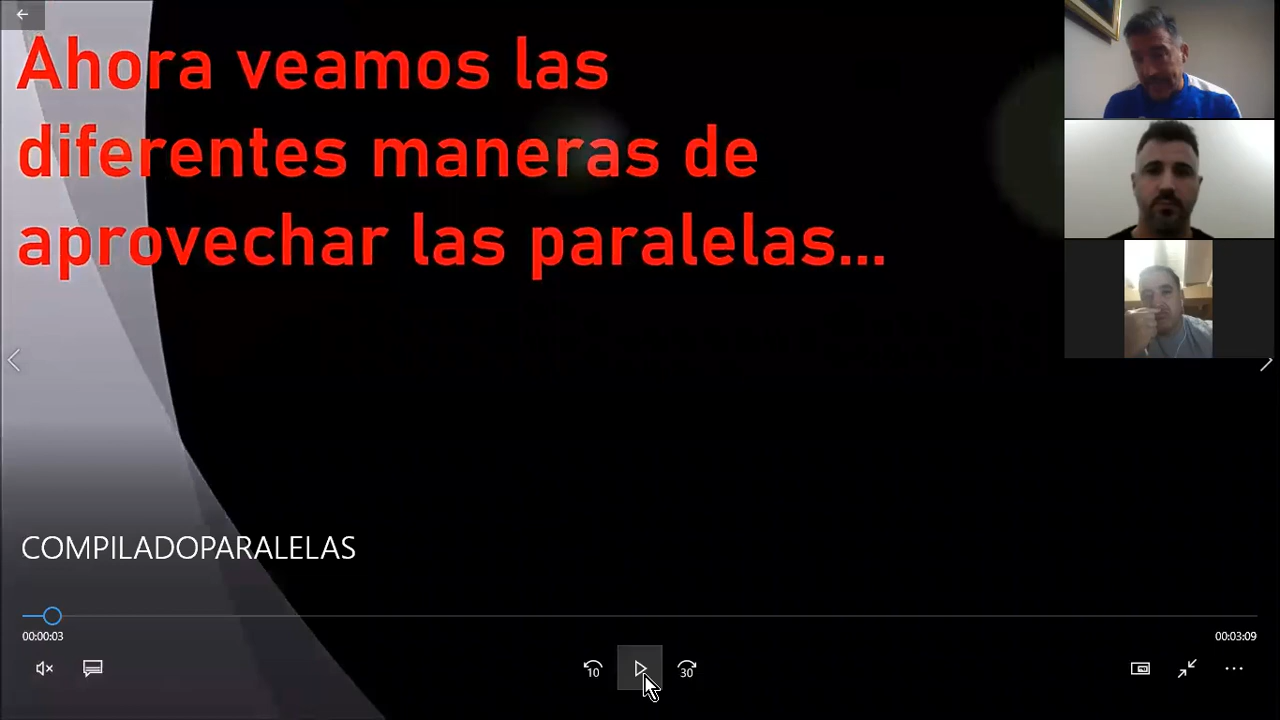 Ahora veamos las
diferentes maneras de
aprovechar las paralelas...
COMPILADOPARALELAS
00:00:03
00:03:09
10
30